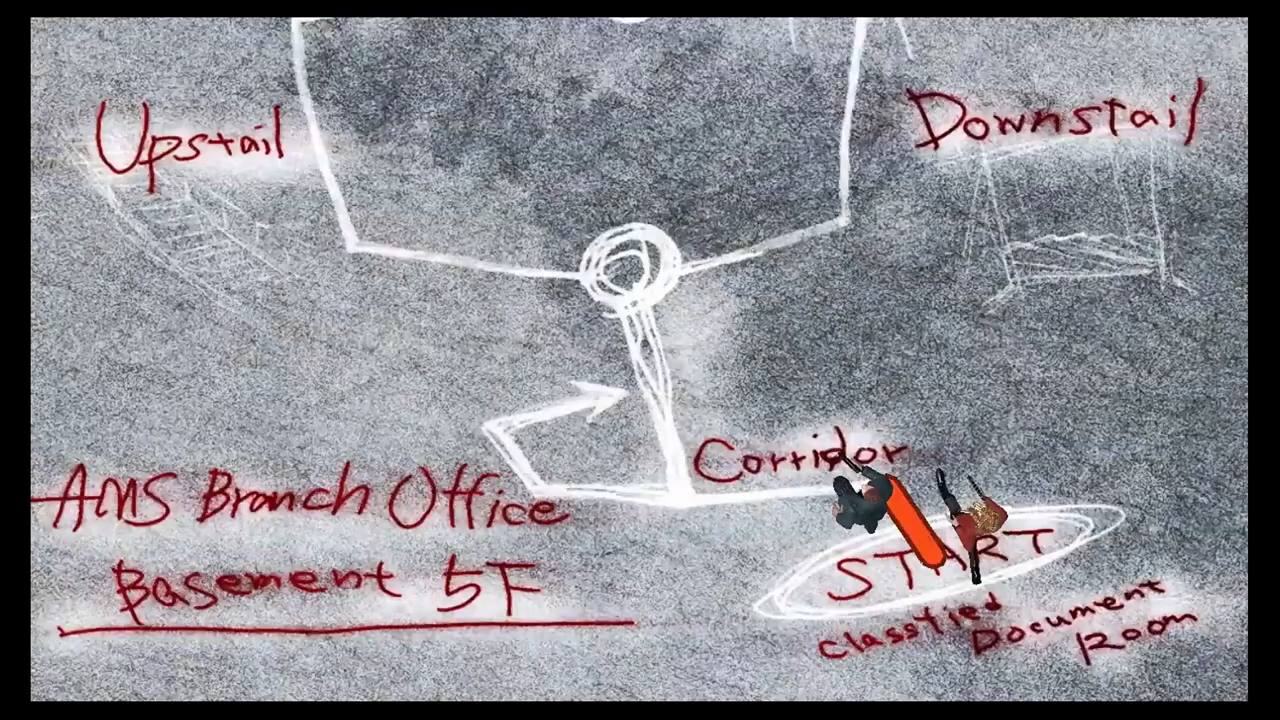 Upstail
Downstail
Corridor
AMS Branch Office
Basement 5F
START
Classfied
Document
Room